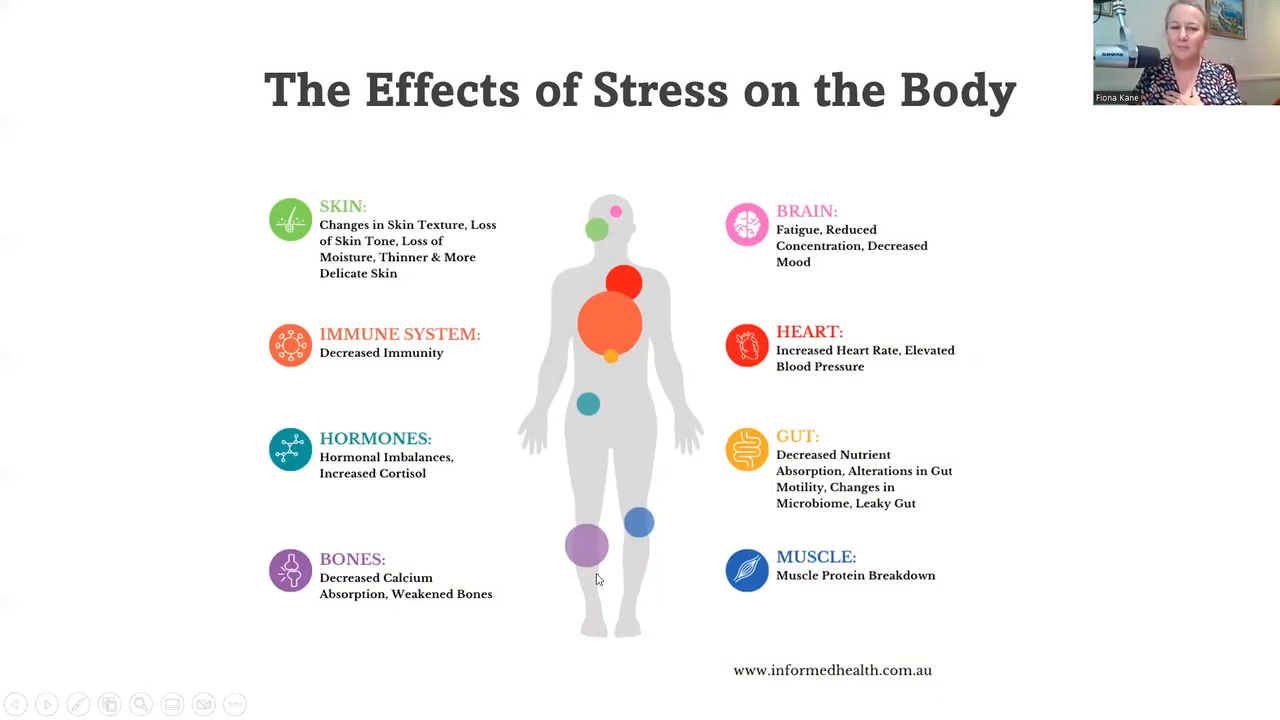 The Effects of Stress on the Body
SHURE
Fiona Kane
SKIN:
Changes in Skin Texture, Loss
of Skin Tone, Loss of
Moisture, Thinner & More
Delicate Skin
IMMUNE SYSTEM:
Decreased Immunity
HORMONES:
Hormonal Imbalances,
Increased Cortisol
BONES:
Decreased Calcium
Absorption, Weakened Bones
BRAIN:
Fatigue, Reduced
Concentration, Decreased
Mood
HEART:
Increased Heart Rate, Elevated
Blood Pressure
GUT:
Decreased Nutrient
Absorption, Alterations in Gut
Motility, Changes in
Microbiome, Leaky Gut
MUSCLE:
Muscle Protein Breakdown
www.informedhealth.com.au